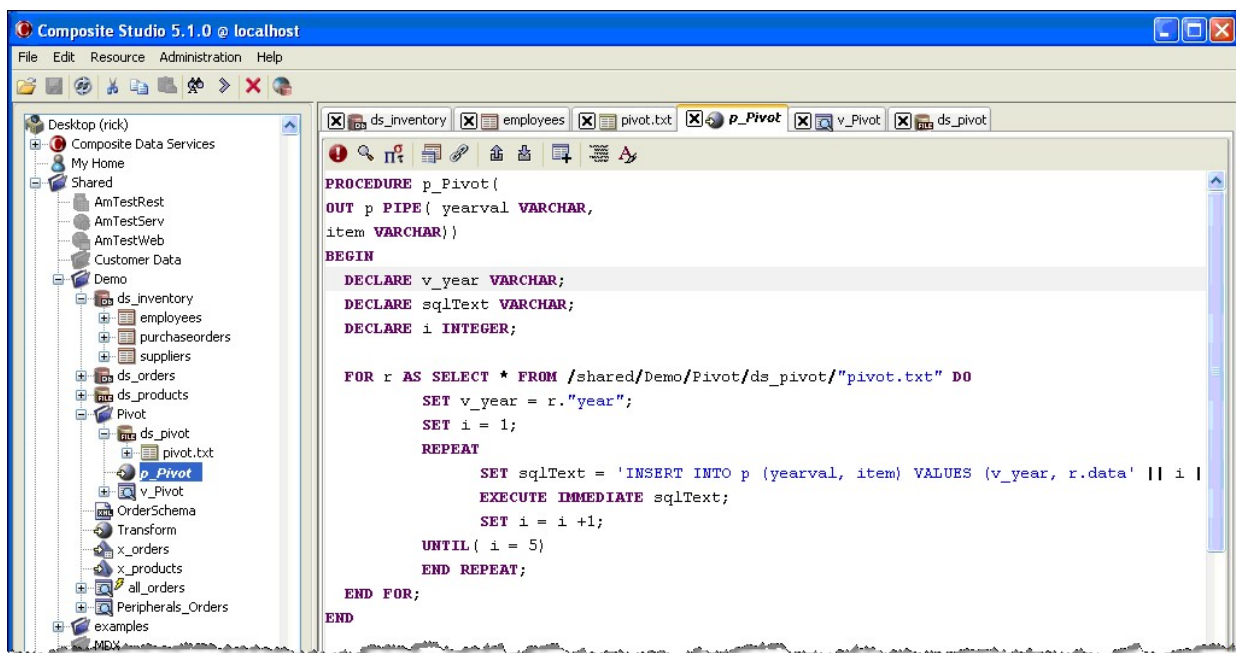 Composite Studio 5.1.0 @ localhost
File Edit Resource Administration Help
Desktop (rick)
Composite Data Services
My Home
Shared
AmTestRest
AmTestServ
AmTestWeb
Customer Data
Demo
ds_inventory
employees
purchaseorders
suppliers
ds_orders
ds_products
Pivot
ds_pivot
pivot.txt
p_Pivot
v_Pivot
OrderSchema
Transform
x_orders
x_products
all_orders
Peripherals_Orders
examples
MDX
ds_inventory employees pivot.txt p_Pivot v_Pivot ds_pivot
PROCEDURE p_Pivot(
OUT p PIPE( yearval VARCHAR,
item VARCHAR))
BEGIN
DECLARE v_year VARCHAR;
DECLARE sqlText VARCHAR;
DECLARE i INTEGER;
FOR r AS SELECT * FROM /shared/Demo/Pivot/ds_pivot/"pivot.txt" DO
SET v_year = r."year";
SET i = 1;
REPEAT
SET sqlText = 'INSERT INTO p (yearval, item) VALUES (v_year, r.data' || i |
EXECUTE IMMEDIATE sqlText;
SET i = i +1;
UNTIL( i = 5)
END REPEAT;
END FOR;
END